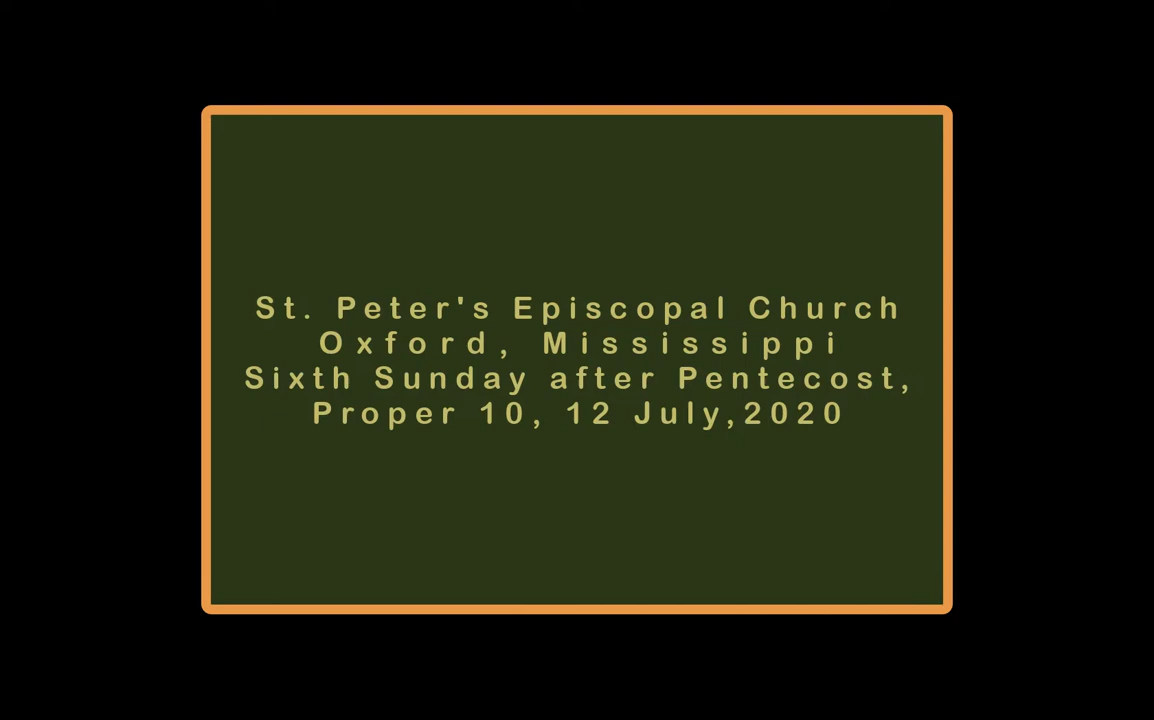 St. Peter's Episcopal Church
Oxford, Mississippi
Sixth Sunday after Pentecost,
Proper 10, 12 July,2020